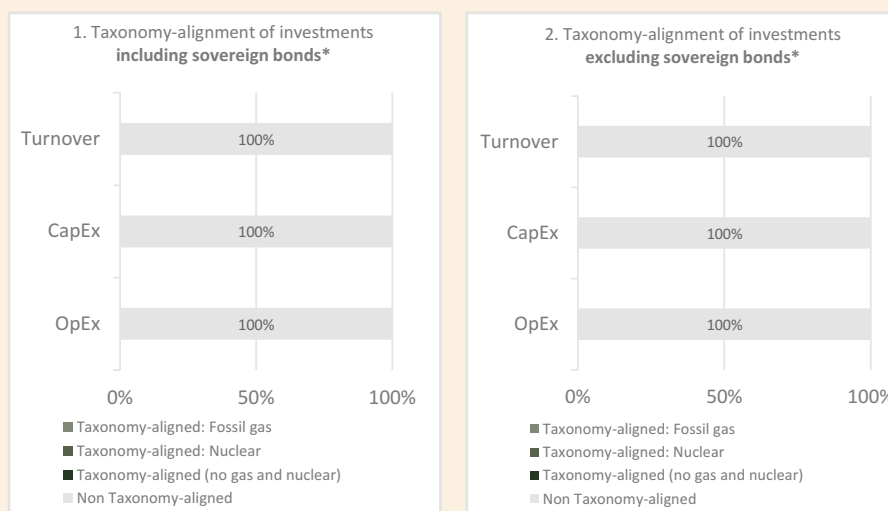 1. Taxonomy-alignment of investments
including sovereign bonds*
Turnover
100%
CapEx
100%
OpEx
100%
0%
50%
100%
Taxonomy-aligned: Fossil gas
Taxonomy-aligned: Nuclear
Taxonomy-aligned (no gas and nuclear)
Non Taxonomy-aligned
2. Taxonomy-alignment of investments
excluding sovereign bonds*
Turnover
100%
CapEx
100%
OpEx
100%
0%
50%
100%
Taxonomy-aligned: Fossil gas
Taxonomy-aligned: Nuclear
Taxonomy-aligned (no gas and nuclear)
Non Taxonomy-aligned